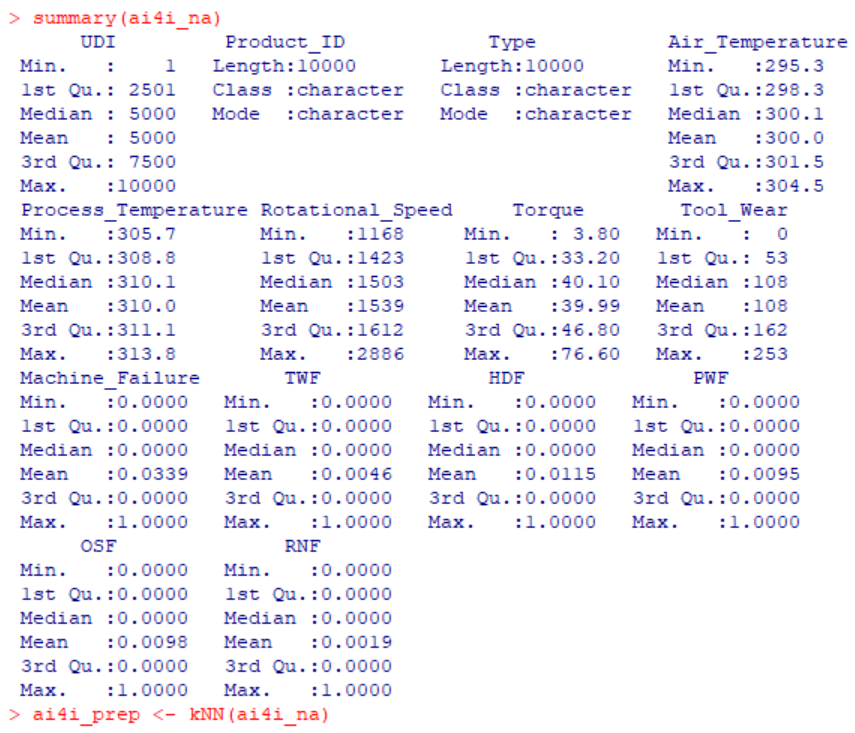 > summary(ai4i_na)
      UDI          Product_ID            Type           Air_Temperature
 Min.   :    1   Length:10000       Length:10000       Min.   :295.3
 1st Qu.: 2501   Class :character   Class :character   1st Qu.:298.3
 Median : 5000   Mode  :character   Mode  :character   Median :300.1
 Mean   : 5000                                         Mean   :300.0
 3rd Qu.: 7500                                         3rd Qu.:301.5
 Max.   :10000                                         Max.   :304.5
 Process_Temperature Rotational_Speed     Torque        Tool_Wear
 Min.   :305.7       Min.   :1168     Min.   : 3.80   Min.   :  0
 1st Qu.:308.8       1st Qu.:1423     1st Qu.:33.20   1st Qu.: 53
 Median :310.1       Median :1503     Median :40.10   Median :108
 Mean   :310.0       Mean   :1539     Mean   :39.99   Mean   :108
 3rd Qu.:311.1       3rd Qu.:1612     3rd Qu.:46.80   3rd Qu.:162
 Max.   :313.8       Max.   :2886     Max.   :76.60   Max.   :253
 Machine_Failure       TWF              HDF              PWF
 Min.   :0.0000   Min.   :0.0000   Min.   :0.0000   Min.   :0.0000
 1st Qu.:0.0000   1st Qu.:0.0000   1st Qu.:0.0000   1st Qu.:0.0000
 Median :0.0000   Median :0.0000   Median :0.0000   Median :0.0000
 Mean   :0.0339   Mean   :0.0046   Mean   :0.0115   Mean   :0.0095
 3rd Qu.:0.0000   3rd Qu.:0.0000   3rd Qu.:0.0000   3rd Qu.:0.0000
 Max.   :1.0000   Max.   :1.0000   Max.   :1.0000   Max.   :1.0000
      OSF              RNF
 Min.   :0.0000   Min.   :0.0000
 1st Qu.:0.0000   1st Qu.:0.0000
 Median :0.0000   Median :0.0000
 Mean   :0.0098   Mean   :0.0019
 3rd Qu.:0.0000   3rd Qu.:0.0000
 Max.   :1.0000   Max.   :1.0000
> ai4i_prep <- kNN(ai4i_na)